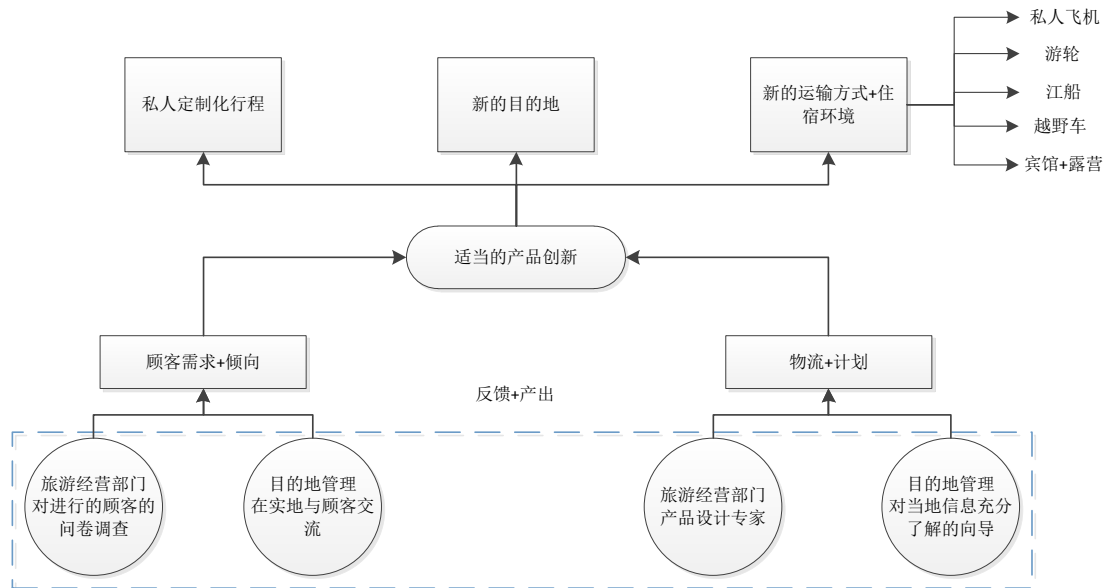 私人飞机
游轮
江船
越野车
宾馆+露营
私人定制化行程
新的目的地
新的运输方式+住
宿环境
适当的产品创新
顾客需求+倾向
物流+计划
反馈+产出
旅游经营部门
对进行的顾客的
问卷调查
目的地管理
在实地与顾客交
流
旅游经营部门
产品设计专家
目的地管理
对当地信息充分
了解的向导